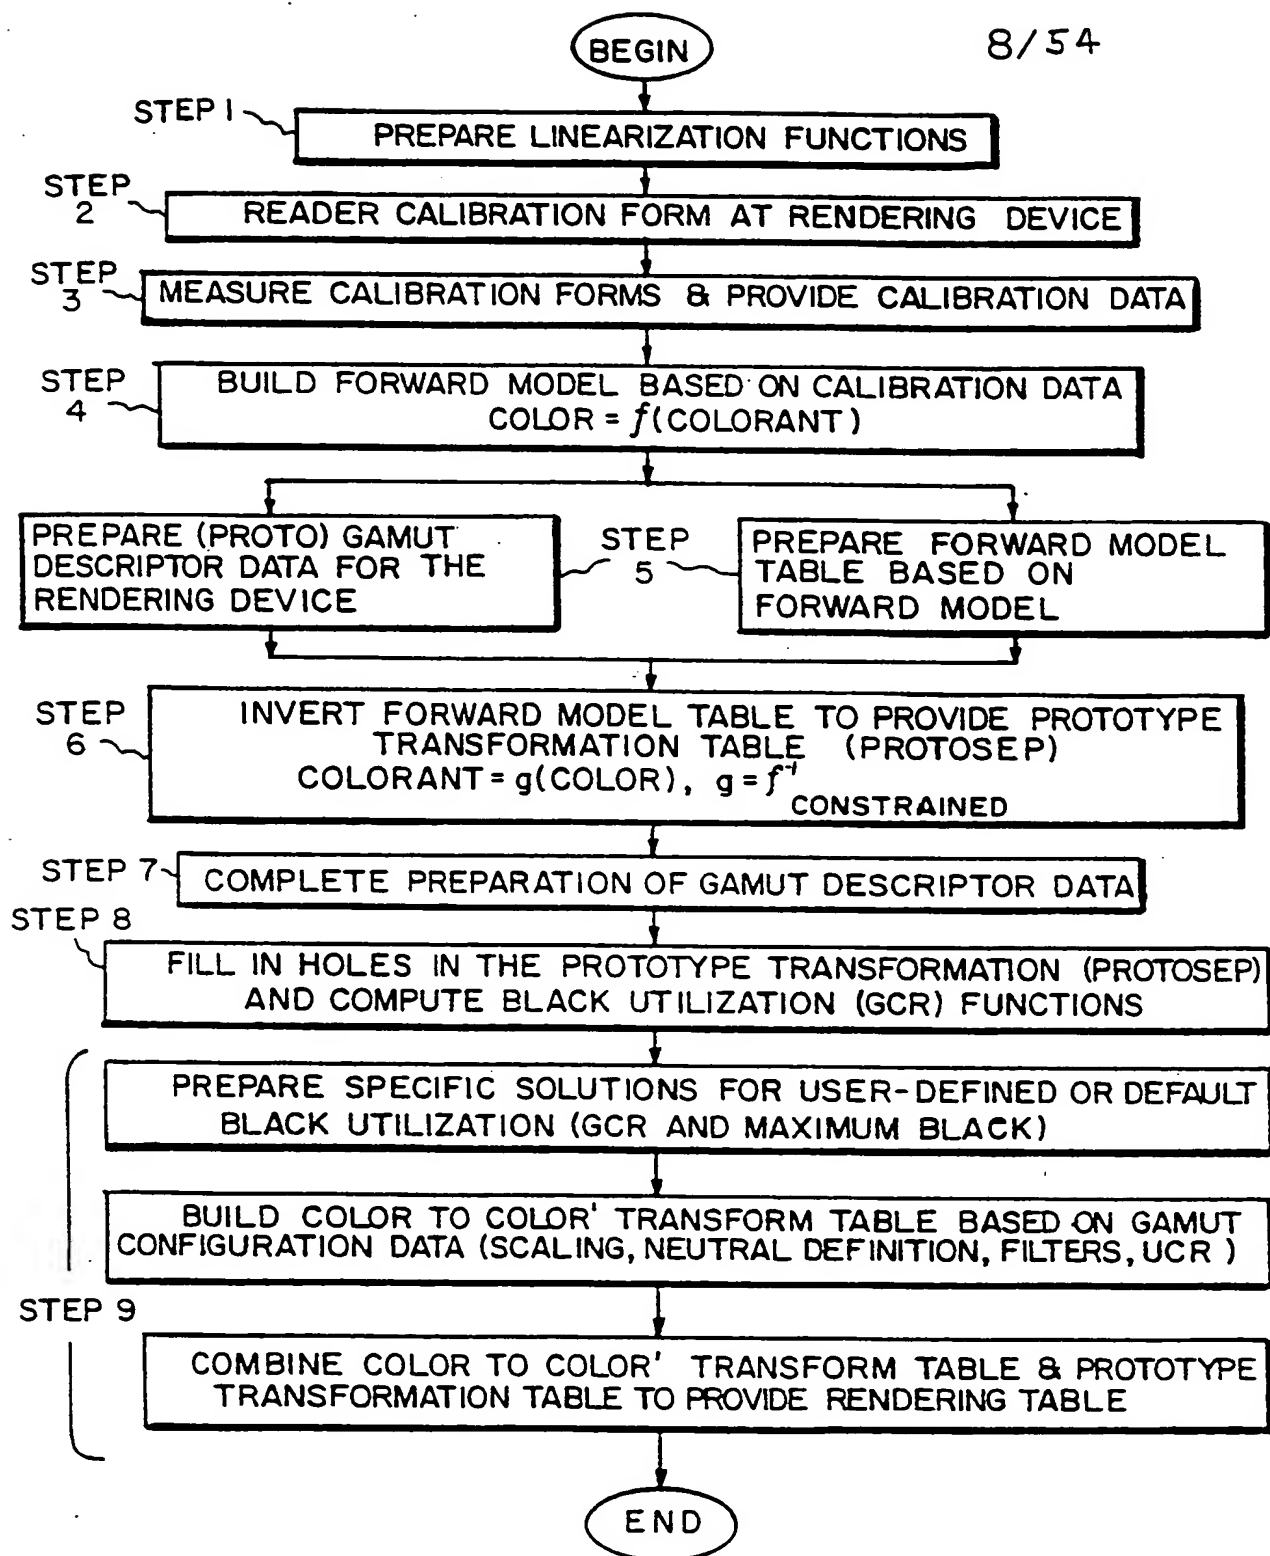 BEGIN
8/54
STEP 1
PREPARE LINEARIZATION FUNCTIONS
STEP
2
READER CALIBRATION FORM AT RENDERING DEVICE
STEP
3
MEASURE CALIBRATION FORMS & PROVIDE CALIBRATION DATA
STEP
4
BUILD FORWARD MODEL BASED ON CALIBRATION DATA
COLOR = f(COLORANT)
PREPARE (PROTO) GAMUT
DESCRIPTOR DATA FOR THE
RENDERING DEVICE
STEP
5
PREPARE FORWARD MODEL
TABLE BASED ON
FORWARD MODEL
STEP
6
INVERT FORWARD MODEL TABLE TO PROVIDE PROTOTYPE
TRANSFORMATION TABLE (PROTOSEP)
COLORANT = g(COLOR), g = f⁻¹
CONSTRAINED
STEP 7
COMPLETE PREPARATION OF GAMUT DESCRIPTOR DATA
STEP 8
FILL IN HOLES IN THE PROTOTYPE TRANSFORMATION (PROTOSEP)
AND COMPUTE BLACK UTILIZATION (GCR) FUNCTIONS
PREPARE SPECIFIC SOLUTIONS FOR USER-DEFINED OR DEFAULT
BLACK UTILIZATION (GCR AND MAXIMUM BLACK)
BUILD COLOR TO COLOR' TRANSFORM TABLE BASED ON GAMUT
CONFIGURATION DATA (SCALING, NEUTRAL DEFINITION, FILTERS, UCR)
STEP 9
COMBINE COLOR TO COLOR' TRANSFORM TABLE & PROTOTYPE
TRANSFORMATION TABLE TO PROVIDE RENDERING TABLE
END